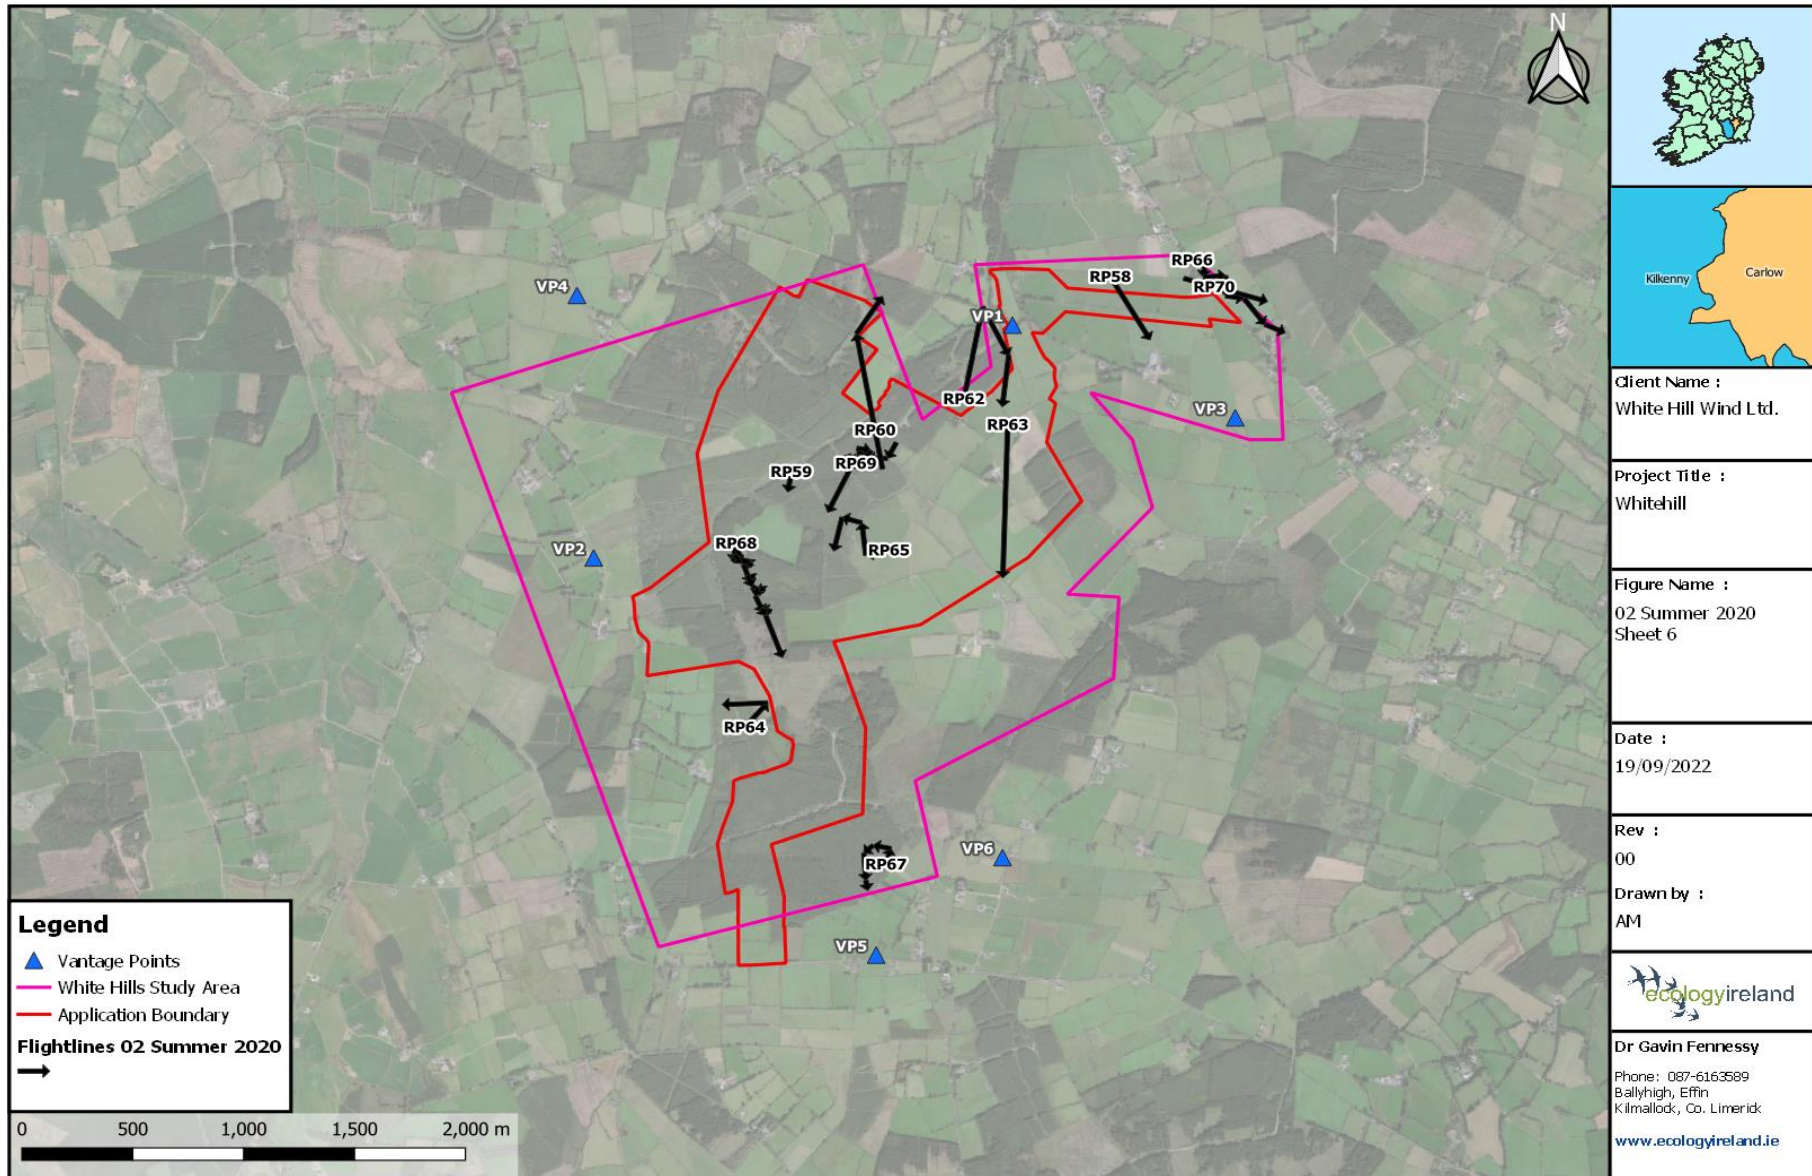 N
RP66
RP58
RP70
VP4
VP1
RP62
VP3
RP63
RP60
RP69
RP59
RP68
RP65
VP2
RP64
RP67
VP6
VP5
Legend
Vantage Points
White Hills Study Area
Application Boundary
Flightlines 02 Summer 2020
0 500 1,000 1,500 2,000 m
Kilkenny
Carlow
Client Name :
White Hill Wind Ltd.
Project Title :
Whitehill
Figure Name :
02 Summer 2020
Sheet 6
Date :
19/09/2022
Rev :
00
Drawn by :
AM
ecologyireland
Dr Gavin Fennessy
Phone: 087-6163589
Ballyhigh, Effin
Kilmallock, Co. Limerick
www.ecologyireland.ie